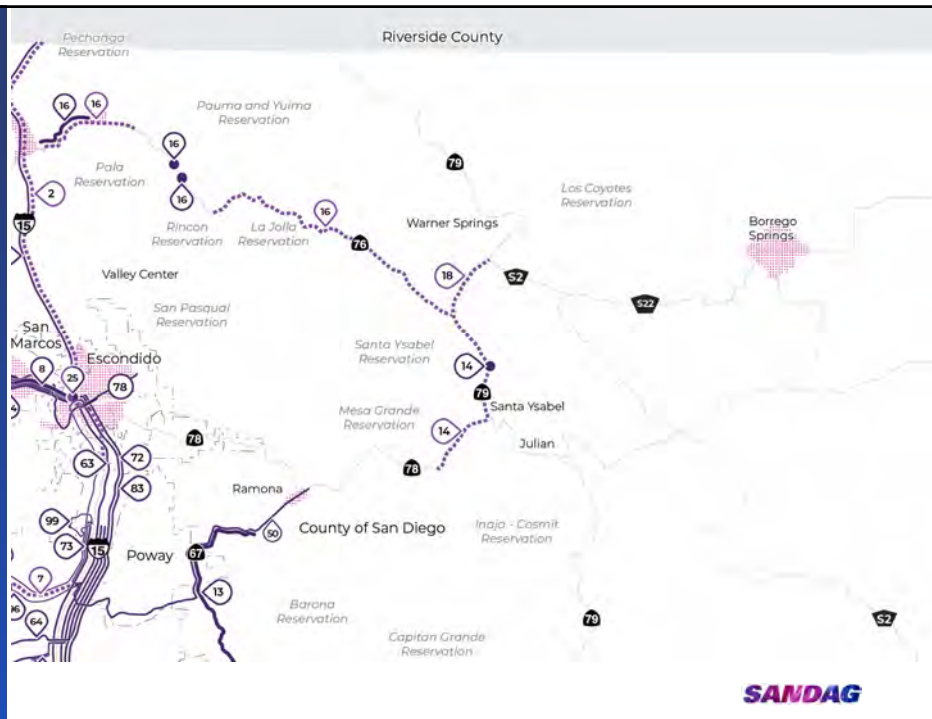 Riverside County
Pechanga
Reservation
16
16
Pauma and Yuima
Reservation
16
79
Pala
Reservation
2
16
Los Coyotes
Reservation
15
Rincon
Reservation
La Jolla
Reservation
16
76
Warner Springs
Borrego
Springs
Valley Center
18
S2
S22
San Pasqual
Reservation
San
Marcos
Escondido
Santa Ysabel
Reservation
8
25
78
14
79
Santa Ysabel
Mesa Grande
Reservation
14
Julian
78
63
72
78
83
Ramona
99
73
15
Poway
67
50
County of San Diego
Inaja - Cosmit
Reservation
7
13
64
Barona
Reservation
79
S2
Capitan Grande
Reservation
SANDAG